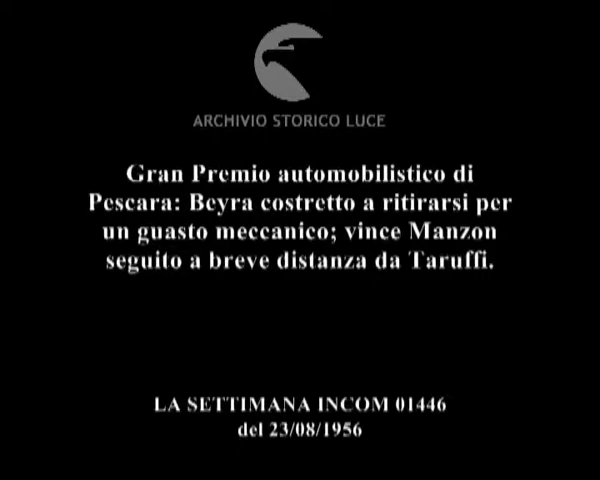 ARCHIVIO STORICO LUCE
Gran Premio automobilistico di
Pescara: Beyra costretto a ritirarsi per
un guasto meccanico; vince Manzon
seguito a breve distanza da Taruffi.
LA SETTIMANA INCOM 01446
del 23/08/1956